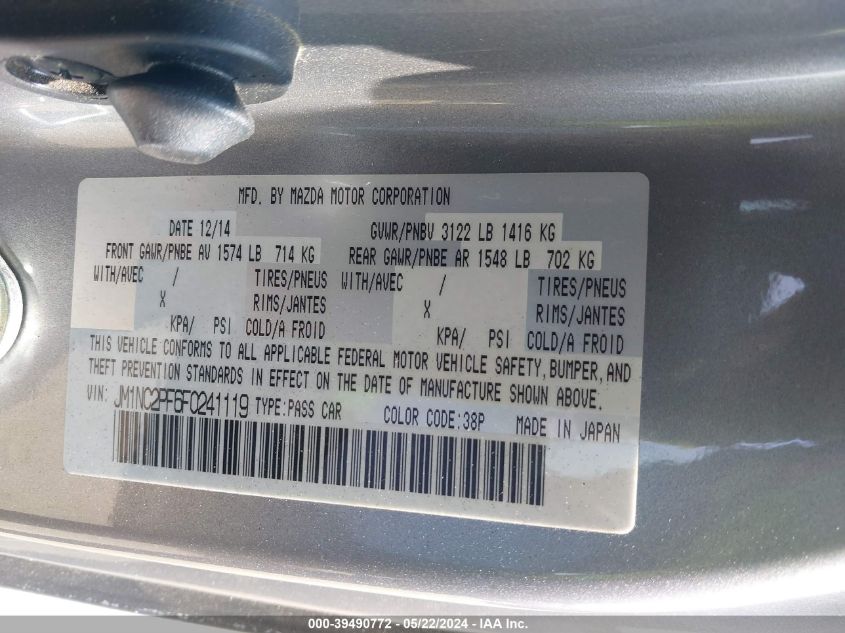 MFD. BY MAZDA MOTOR CORPORATION
DATE 12/14 GVWR/PNBV 3122 LB 1416 KG
FRONT GAWR/PNBE AV 1574 LB 714 KG REAR GAWR/PNBE AR 1548 LB 702 KG
WITH/AVEC / TIRES/PNEUS WITH/AVEC / TIRES/PNEUS
X RIMS/JANTES X RIMS/JANTES
KPA/ PSI COLD/A FROID KPA/ PSI COLD/A FROID
THIS VEHICLE CONFORMS TO ALL APPLICABLE FEDERAL MOTOR VEHICLE SAFETY, BUMPER, AND
THEFT PREVENTION STANDARDS IN EFFECT ON THE DATE OF MANUFACTURE SHOWN ABOVE.
VIN: JM1NC2PF6F0241119 TYPE:PASS CAR COLOR CODE:38P MADE IN JAPAN
000-39490772 - 05/22/2024 - IAA Inc.